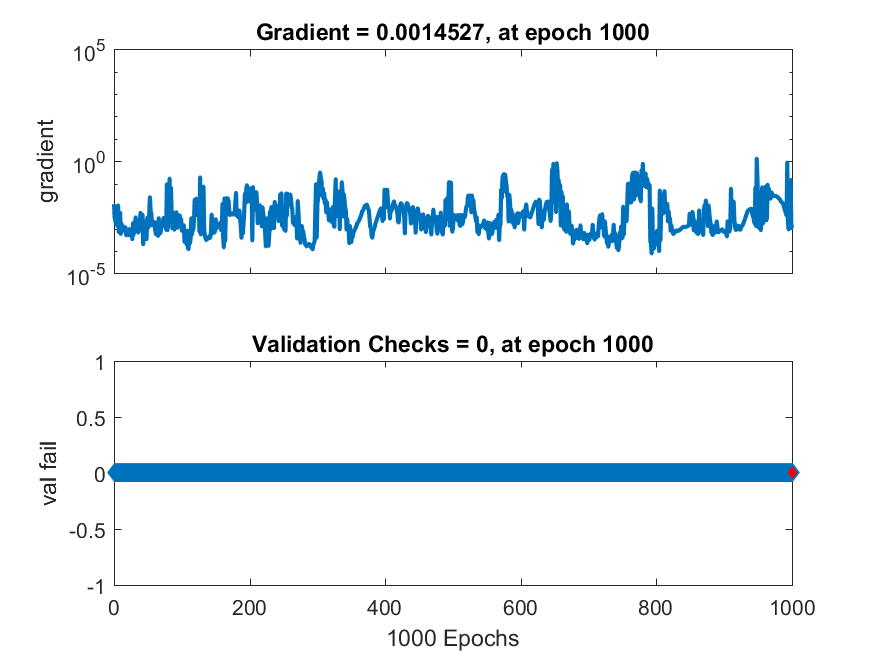 Gradient = 0.0014527, at epoch 1000
10^5
10^0
10^-5
gradient
Validation Checks = 0, at epoch 1000
1
0.5
0
-0.5
-1
val fail
0 200 400 600 800 1000
1000 Epochs